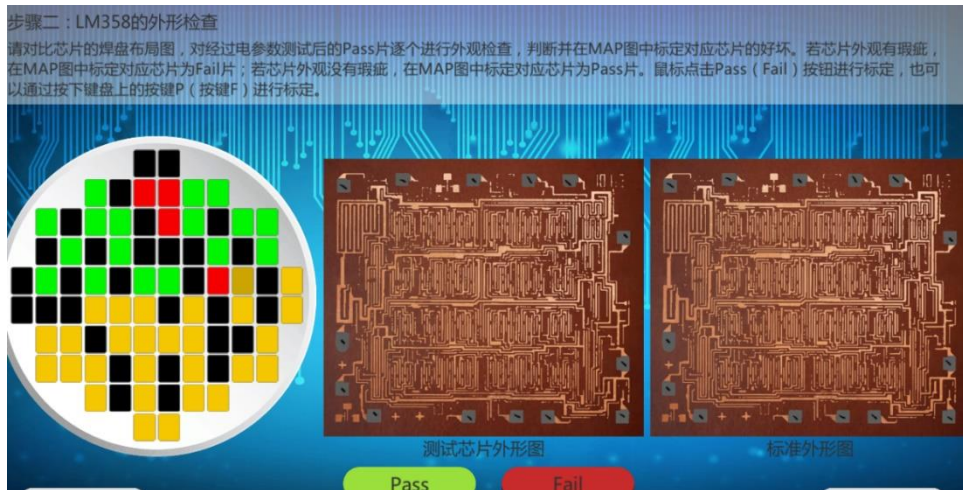 步骤二：LM358的外形检查
请对比芯片的焊盘布局图，对经过电参数测试后的Pass片逐个进行外观检查，判断并在MAP图中标定对应芯片的好坏。若芯片外观有瑕疵，
在MAP图中标定对应芯片为Fail片；若芯片外观没有瑕疵，在MAP图中标定对应芯片为Pass片。鼠标点击Pass（Fail）按钮进行标定，也可
以通过按下键盘上的按键P（按键F）进行标定。
测试芯片外形图
标准外形图
Pass
Fail